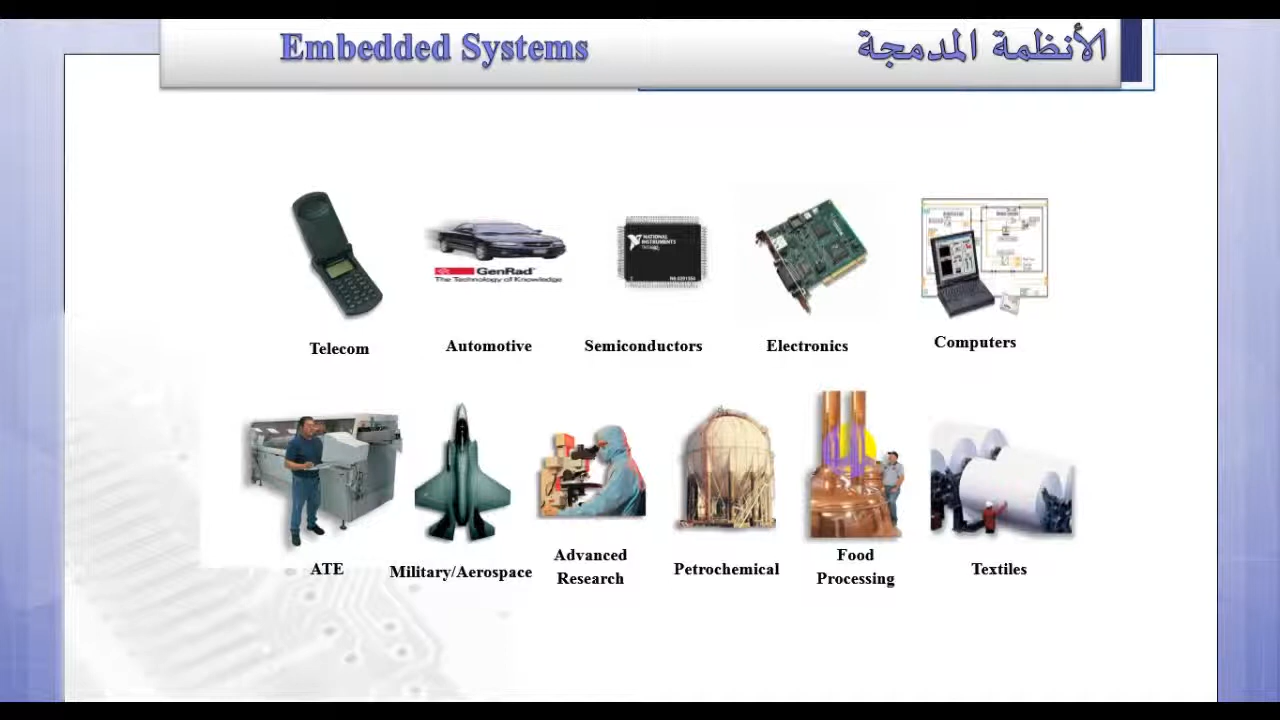 Embedded Systems
الأنظمة المدمجة
GenRad
The Technology of Knowledge
NATIONAL
INSTRUMENTS
Telecom
Automotive
Semiconductors
Electronics
Computers
ATE
Military/Aerospace
Advanced
Research
Petrochemical
Food
Processing
Textiles